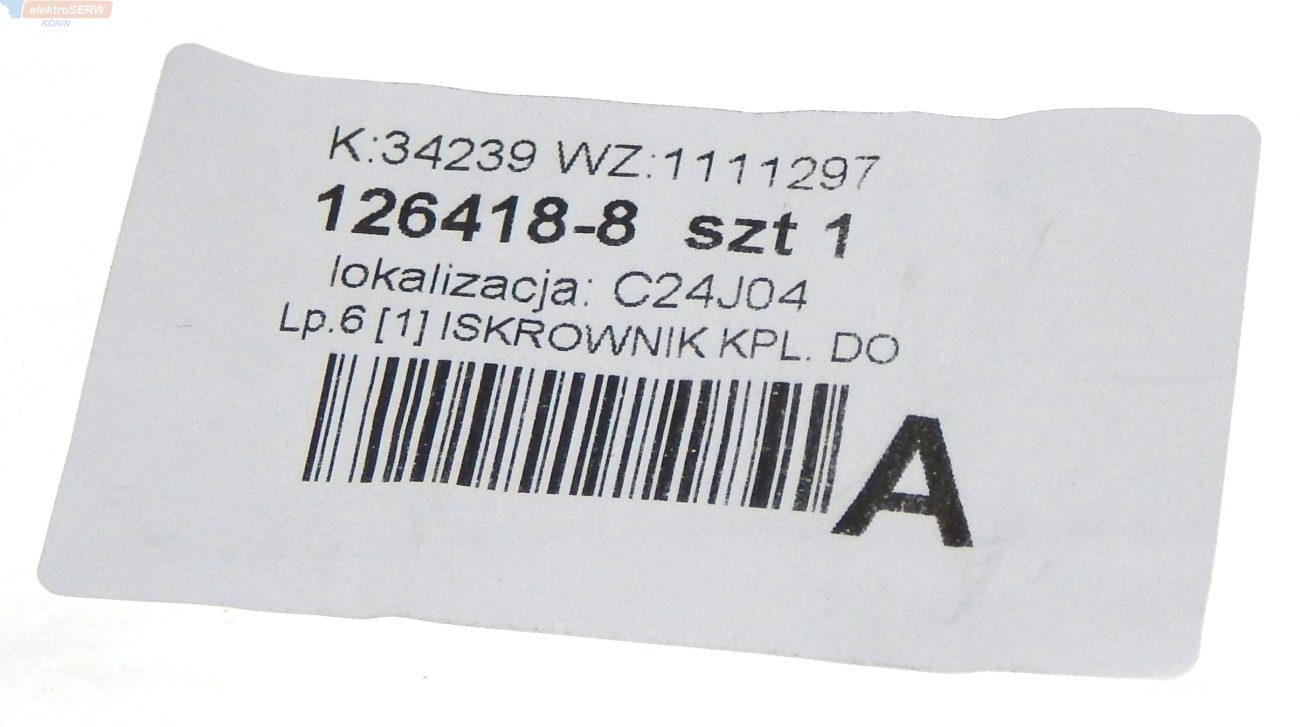 elektroSERW
KONIN
K:34239 WZ:1111297
126418-8 szt 1
lokalizacja: C24J04
Lp.6 [1] ISKROWNIK KPL. DO
A